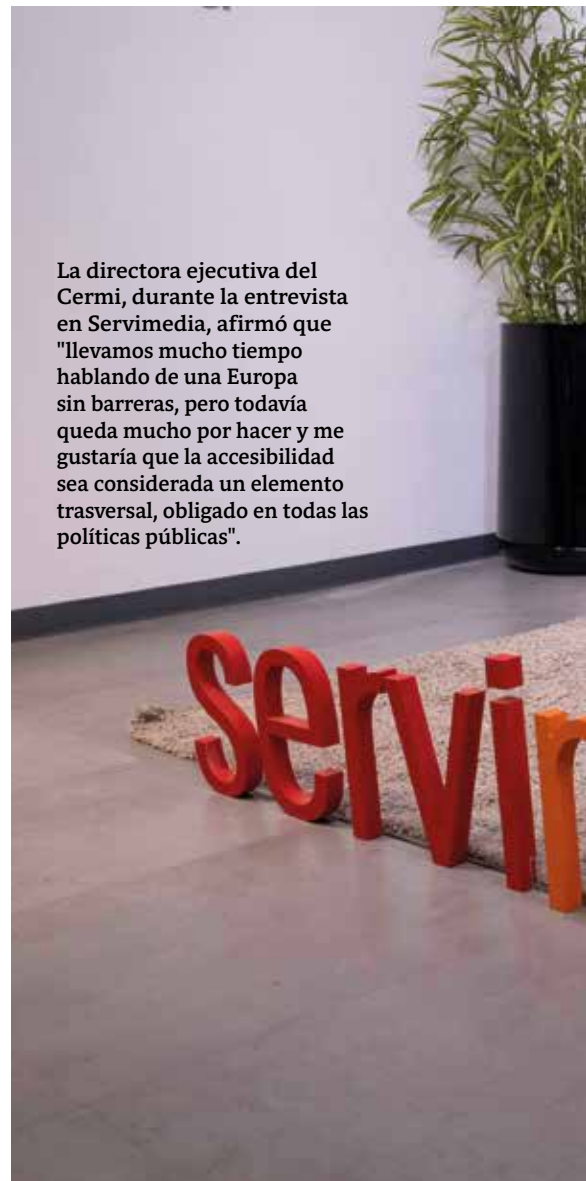 La directora ejecutiva del
Cermi, durante la entrevista
en Servimedia, afirmó que
"llevamos mucho tiempo
hablando de una Europa
sin barreras, pero todavía
queda mucho por hacer y me
gustaría que la accesibilidad
sea considerada un elemento
trasversal, obligado en todas las
políticas públicas".
servi